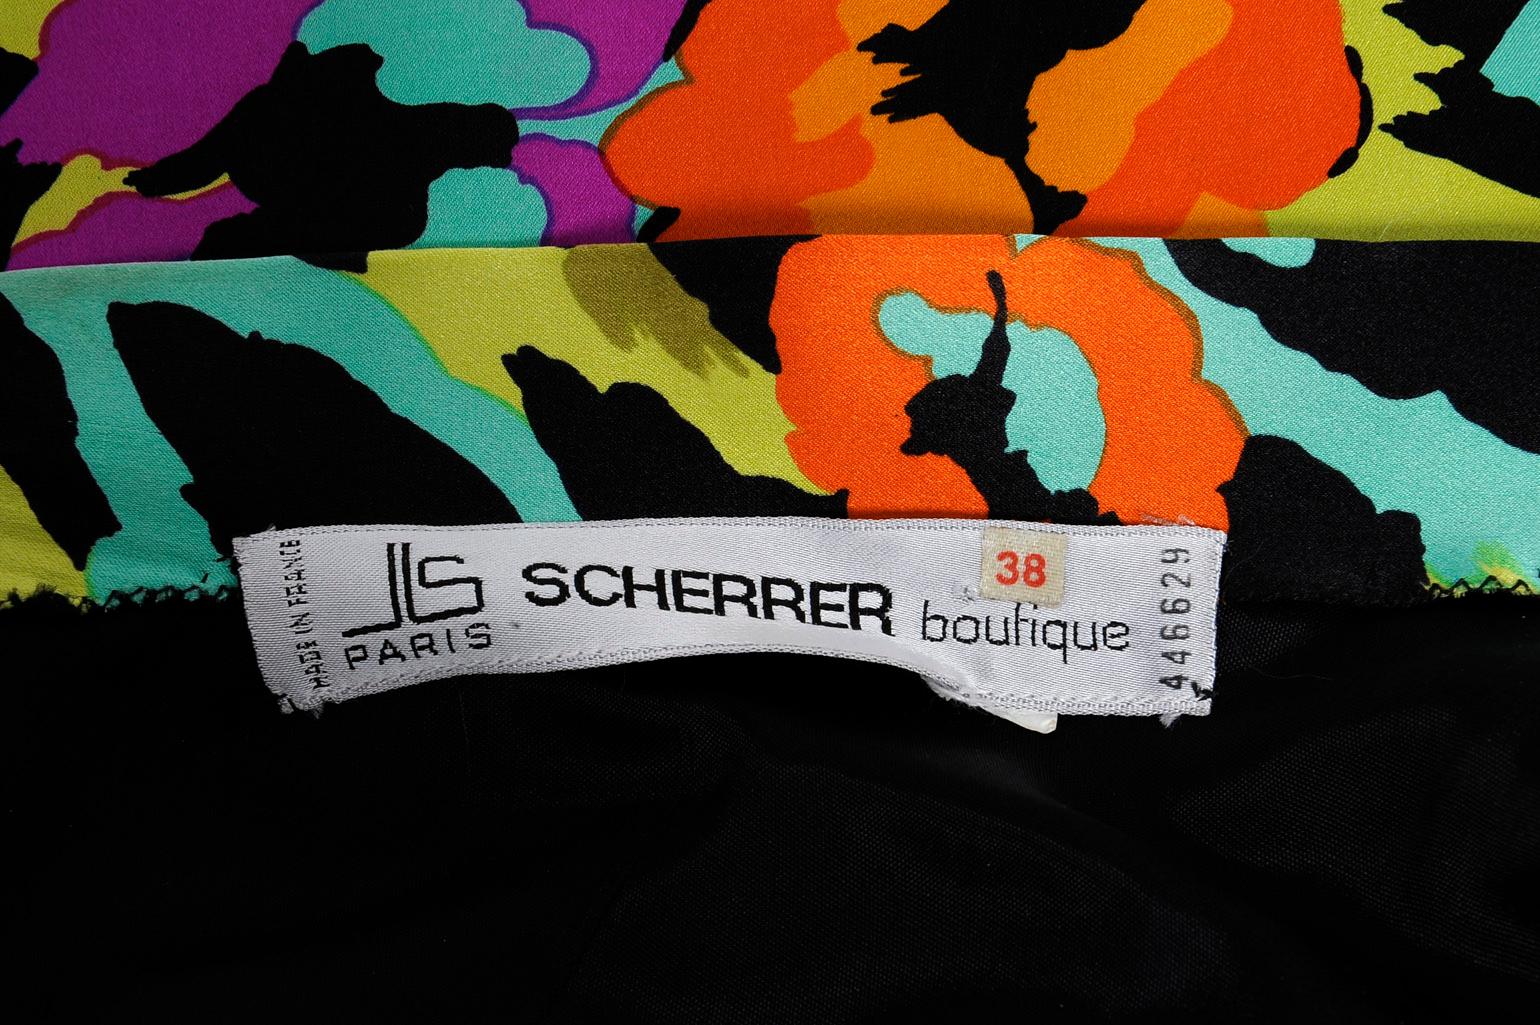 MADE IN FRANCE
JLS
PARIS
SCHERRER boutique
38
446629